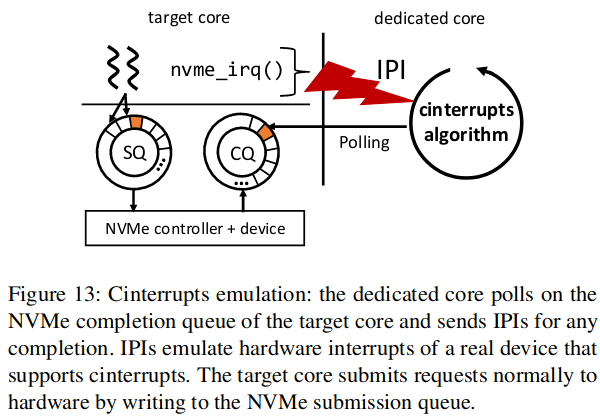 target core
dedicated core
nvme_irq()
IPI
cinterrupts
algorithm
SQ
CQ
Polling
NVMe controller + device
Figure 13: Cinterrupts emulation: the dedicated core polls on the
NVMe completion queue of the target core and sends IPIs for any
completion. IPIs emulate hardware interrupts of a real device that
supports cinterrupts. The target core submits requests normally to
hardware by writing to the NVMe submission queue.